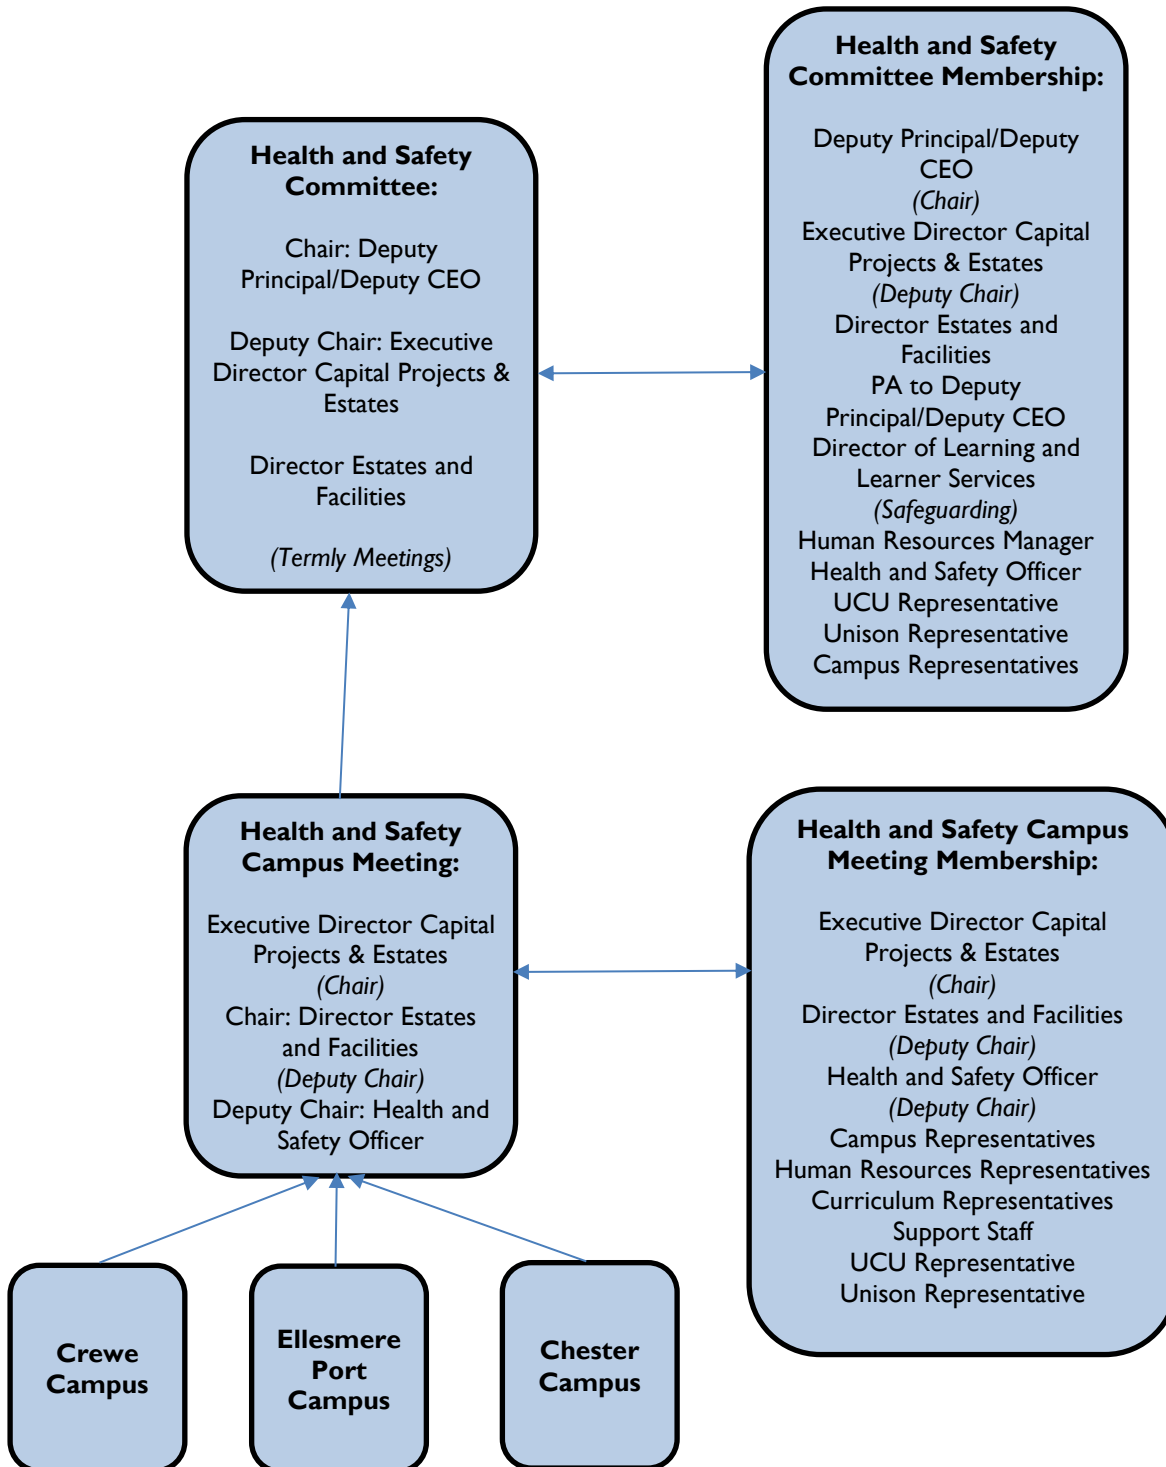 Health and Safety
Committee Membership:
Deputy Principal/Deputy
CEO
(Chair)
Executive Director Capital
Projects & Estates
(Deputy Chair)
Director Estates and
Facilities
PA to Deputy
Principal/Deputy CEO
Director of Learning and
Learner Services
(Safeguarding)
Human Resources Manager
Health and Safety Officer
UCU Representative
Unison Representative
Campus Representatives
Health and Safety
Committee:
Chair: Deputy
Principal/Deputy CEO
Deputy Chair: Executive
Director Capital Projects &
Estates
Director Estates and
Facilities
(Termly Meetings)
Health and Safety
Campus Meeting:
Executive Director Capital
Projects & Estates
(Chair)
Chair: Director Estates
and Facilities
(Deputy Chair)
Deputy Chair: Health and
Safety Officer
Health and Safety Campus
Meeting Membership:
Executive Director Capital
Projects & Estates
(Chair)
Director Estates and Facilities
(Deputy Chair)
Health and Safety Officer
(Deputy Chair)
Campus Representatives
Human Resources Representatives
Curriculum Representatives
Support Staff
UCU Representative
Unison Representative
Crewe
Campus
Ellesmere
Port
Campus
Chester
Campus